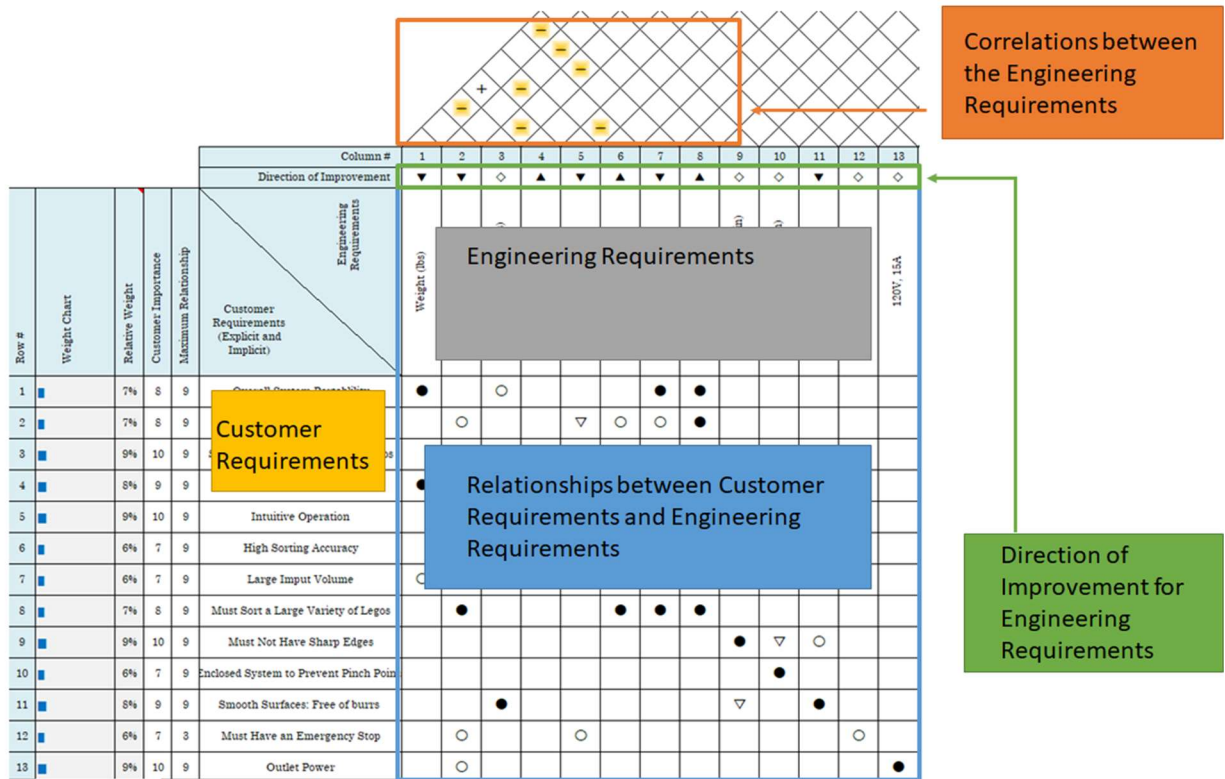 Correlations between
the Engineering
Requirements
Column # 1 2 3 4 5 6 7 8 9 10 11 12 13
Direction of Improvement ▼ ▼ ◇ ▲ ▼ ▲ ▼ ▲ ◇ ◇ ▼ ◇ ◇
Row #
Weight Chart
Relative Weight
Customer Importance
Maximum Relationship
Engineering
Requirements
Customer
Requirements
(Explicit and
Implicit)
Weight (lbs)
Engineering Requirements
120V, 15A
1 7% 8 9
2 7% 8 9
3 9% 10 9
4 8% 9 9
Customer
Requirements
Relationships between Customer
Requirements and Engineering
Requirements
5 9% 10 9 Intuitive Operation
6 6% 7 9 High Sorting Accuracy
7 6% 7 9 Large Imput Volume
8 7% 8 9 Must Sort a Large Variety of Legos
9 9% 10 9 Must Not Have Sharp Edges
10 6% 7 9 Enclosed System to Prevent Pinch Poin
11 8% 9 9 Smooth Surfaces: Free of burrs
12 6% 7 3 Must Have an Emergency Stop
13 9% 10 9 Outlet Power
Direction of
Improvement for
Engineering
Requirements